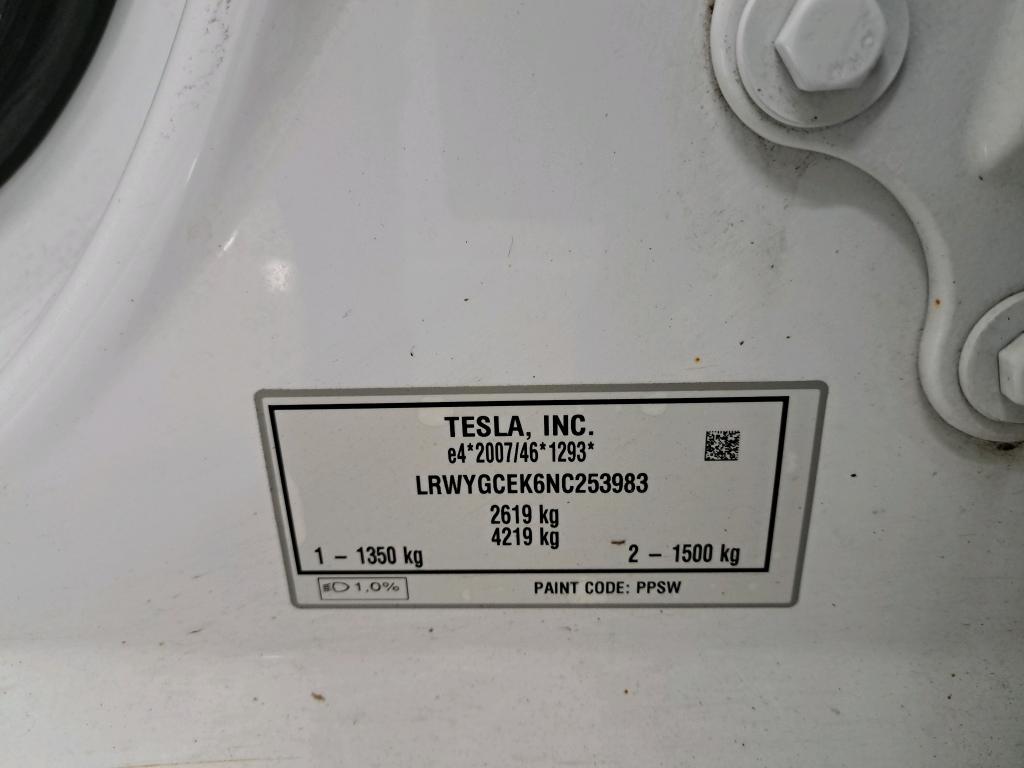 TESLA, INC.
e4*2007/46*1293*
LRWYGCEK6NC253983
2619 kg
4219 kg
1 – 1350 kg 2 – 1500 kg
1,0% PAINT CODE: PPSW